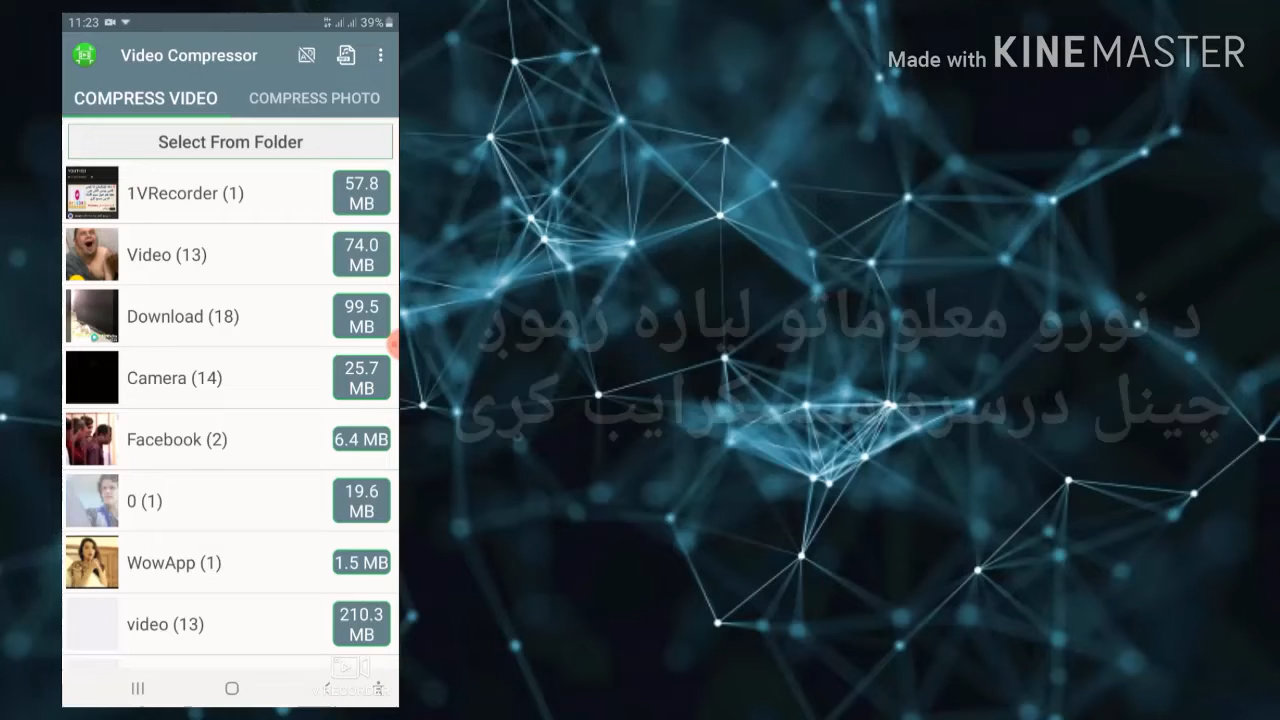 11:23
39%
Video Compressor
COMPRESS VIDEO
COMPRESS PHOTO
Select From Folder
1VRecorder (1)
57.8 MB
Video (13)
74.0 MB
Download (18)
99.5 MB
Camera (14)
25.7 MB
Facebook (2)
6.4 MB
0 (1)
19.6 MB
WowApp (1)
1.5 MB
video (13)
210.3 MB
Made with KINEMASTER
د نورو معلوماتو لپاره زموږ
چینل درسره کړی